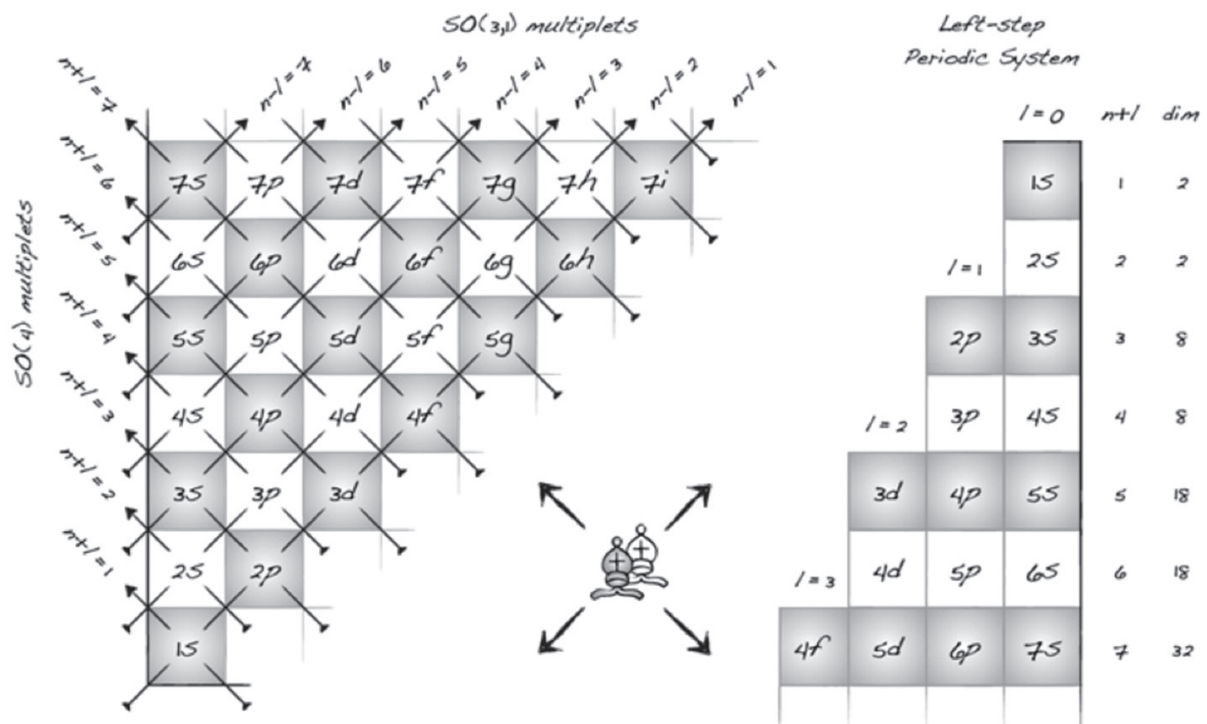 SO(3,1) multiplets
n-l = 7 n-l = 6 n-l = 5 n-l = 4 n-l = 3 n-l = 2 n-l = 1
SO(4) multiplets
n+l = 7
n+l = 6
n+l = 5
n+l = 4
n+l = 3
n+l = 2
n+l = 1
7s 7p 7d 7f 7g 7h 7i
6s 6p 6d 6f 6g 6h
5s 5p 5d 5f 5g
4s 4p 4d 4f
3s 3p 3d
2s 2p
1s
Left-step
Periodic System
l = 0 n+l dim
1s 1 2
l = 1 2s 2 2
2p 3s 3 8
l = 2 3p 4s 4 8
3d 4p 5s 5 18
l = 3 4d 5p 6s 6 18
4f 5d 6p 7s 7 32